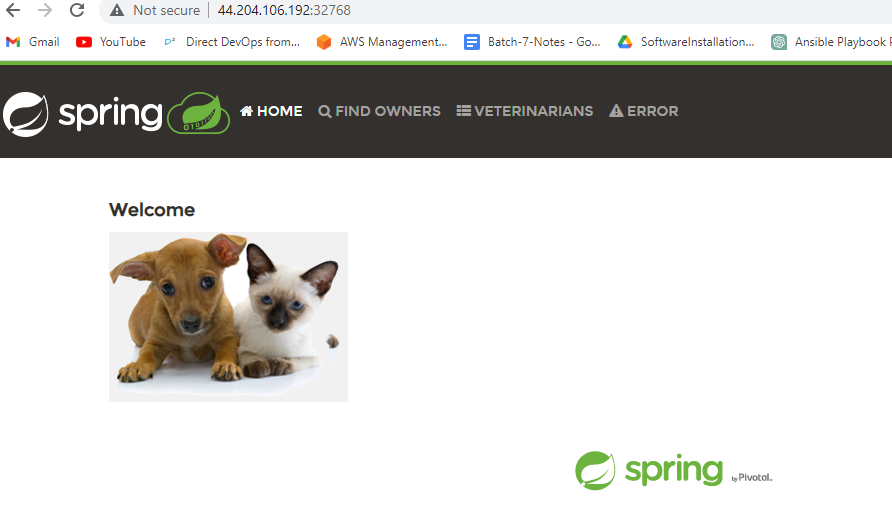 Not secure 44.204.106.192:32768
Gmail YouTube Direct DevOps from... AWS Management... Batch-7-Notes - Go... SoftwareInstallation... Ansible Playbook
spring HOME FIND OWNERS VETERINARIANS ERROR
Welcome
spring by Pivotal.